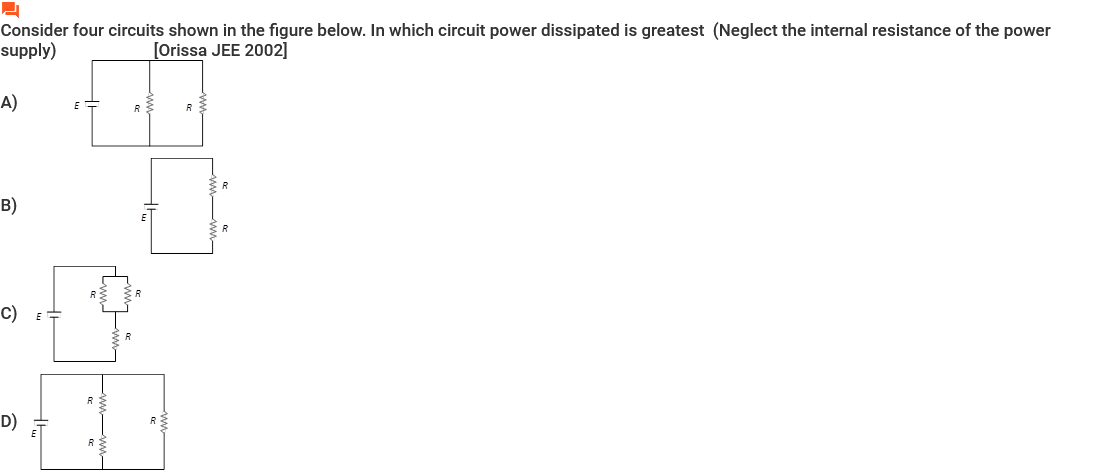 Consider four circuits shown in the figure below. In which circuit power dissipated is greatest (Neglect the internal resistance of the power
supply) [Orissa JEE 2002]
A) E R R
B) E R
R
C) E R R
R
D) E R R
R